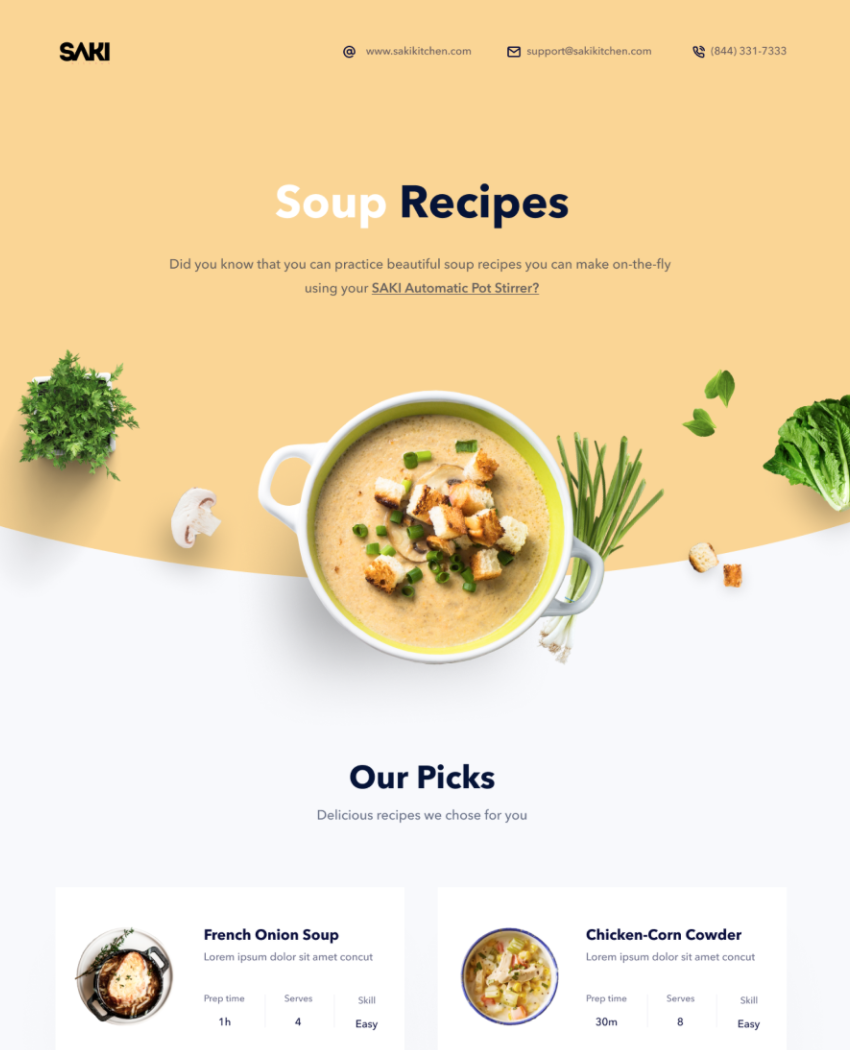 SAKI
www.sakikitchen.com
support@sakikitchen.com
(844) 331-7333
Soup Recipes
Did you know that you can practice beautiful soup recipes you can make on-the-fly
using your SAKI Automatic Pot Stirrer?
Our Picks
Delicious recipes we chose for you
French Onion Soup
Lorem ipsum dolor sit amet concut
Prep time Serves Skill
1h 4 Easy
Chicken-Corn Cowder
Lorem ipsum dolor sit amet concut
Prep time Serves Skill
30m 8 Easy